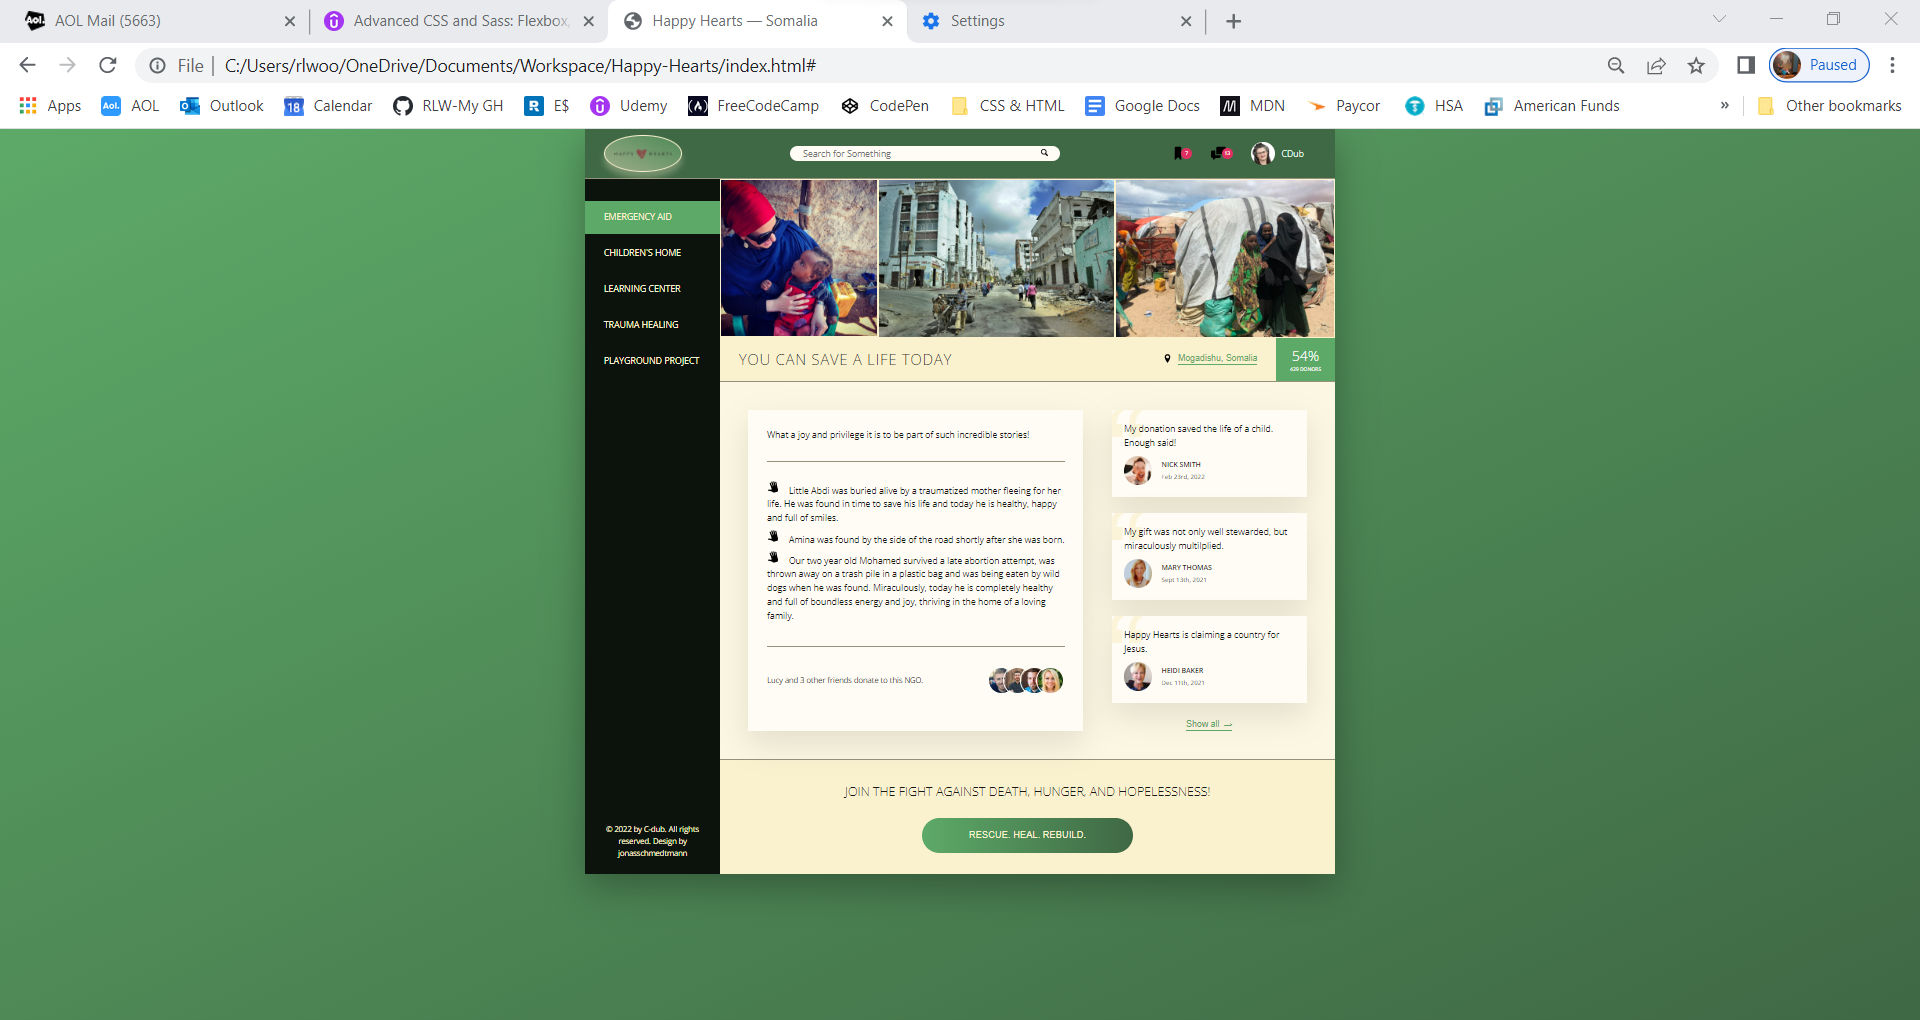 AOL Mail (5663)
Advanced CSS and Sass: Flexbox,
Happy Hearts — Somalia
Settings
File
C:/Users/rlwoo/OneDrive/Documents/Workspace/Happy-Hearts/index.html#
Paused
Apps
Aol.
AOL
Outlook
18
Calendar
RLW-My GH
E$
Udemy
FreeCodeCamp
CodePen
CSS & HTML
Google Docs
MDN
Paycor
HSA
American Funds
»
Other bookmarks
HAPPY HEARTS
Search for Something
7
CDub
EMERGENCY AID
CHILDREN'S HOME
LEARNING CENTER
TRAUMA HEALING
PLAYGROUND PROJECT
© 2022 by C-dub. All rights
reserved. Design by
jonasschmedtmann
YOU CAN SAVE A LIFE TODAY
Mogadishu, Somalia
54%
429 DONORS
What a joy and privilege it is to be part of such incredible stories!
Little Abdi was buried alive by a traumatized mother fleeing for her
life. He was found in time to save his life and today he is healthy, happy
and full of smiles.
Amina was found by the side of the road shortly after she was born.
Our two year old Mohamed survived a late abortion attempt, was
thrown away on a trash pile in a plastic bag and was being eaten by wild
dogs when he was found. Miraculously, today he is completely healthy
and full of boundless energy and joy, thriving in the home of a loving
family.
Lucy and 3 other friends donate to this NGO.
My donation saved the life of a child.
Enough said!
NICK SMITH
Feb 23rd, 2022
My gift was not only well stewarded, but
miraculously multilplied.
MARY THOMAS
Sept 13th, 2021
Happy Hearts is claiming a country for
Jesus.
HEIDI BAKER
Dec 11th, 2021
Show all →
JOIN THE FIGHT AGAINST DEATH, HUNGER, AND HOPELESSNESS!
RESCUE. HEAL. REBUILD.